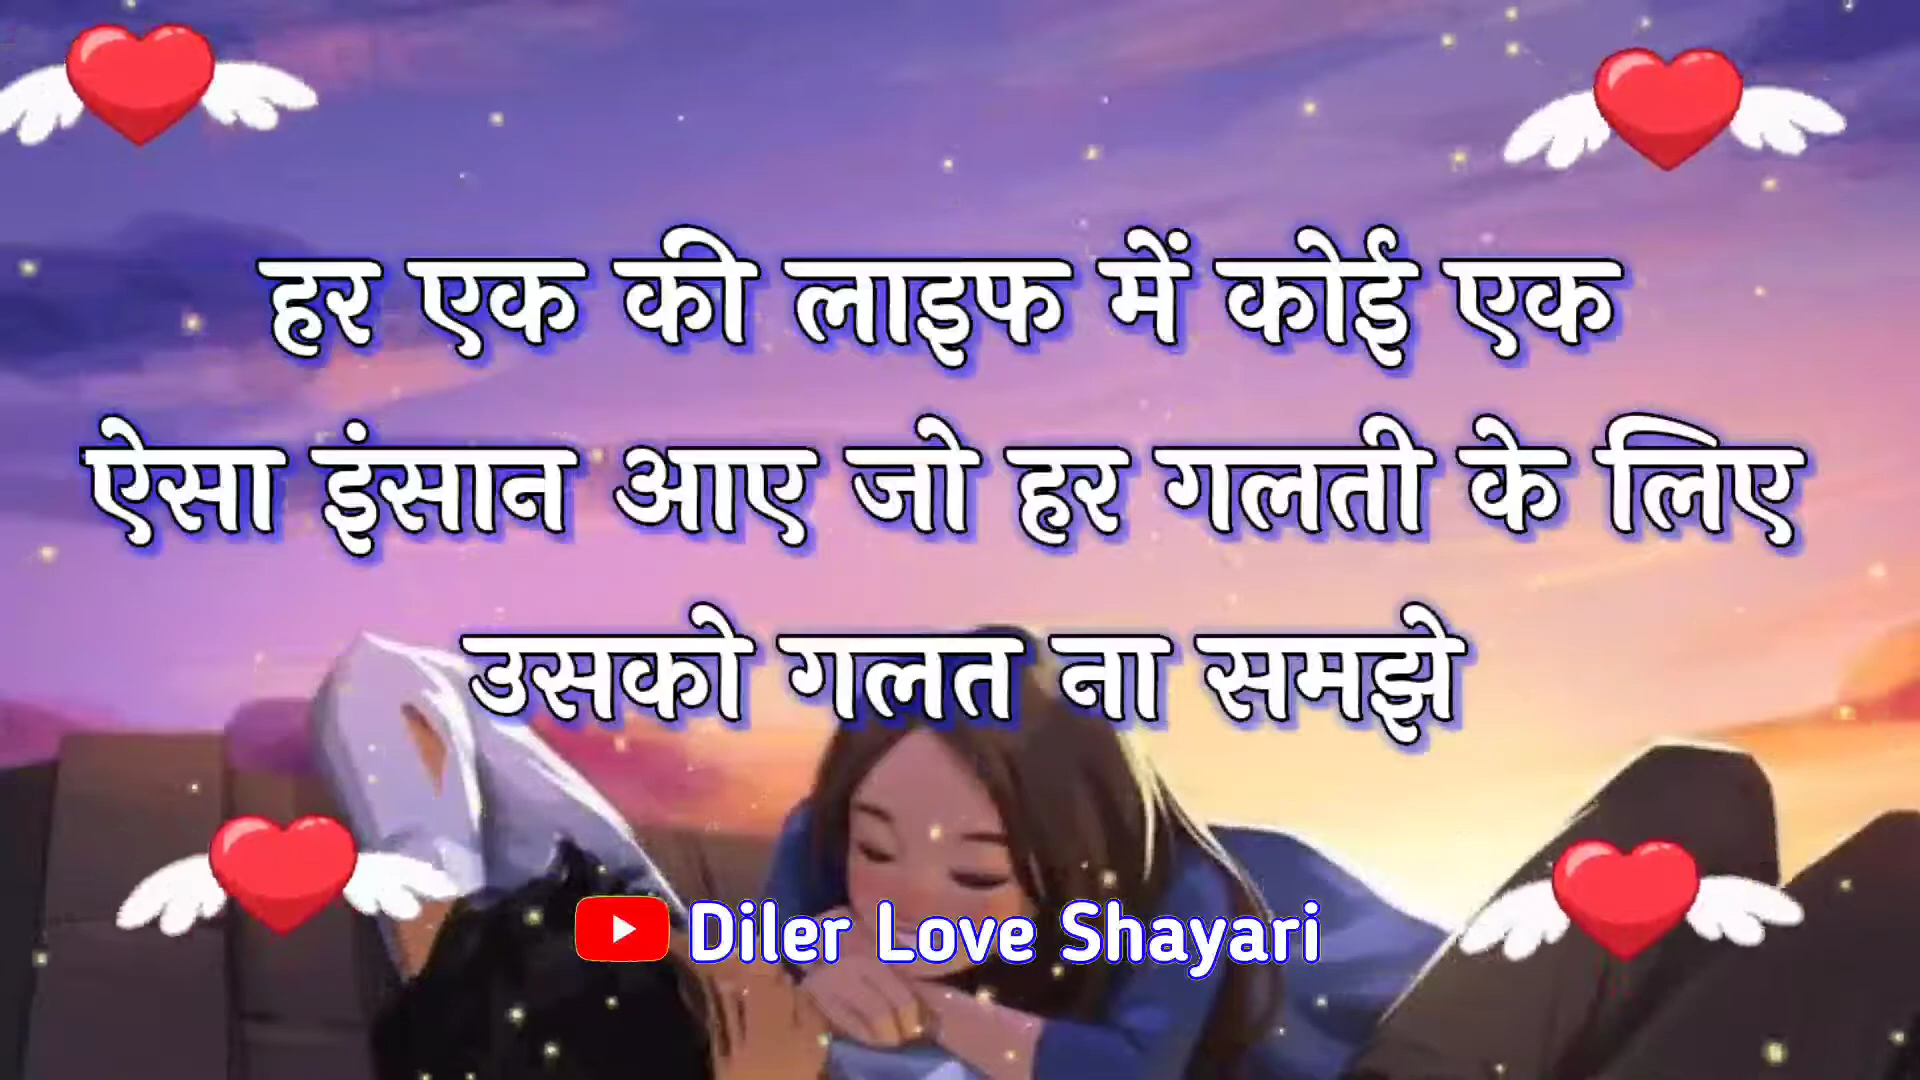 हर एक की लाइफ में कोई एक
ऐसा इंसान आए जो हर गलती के लिए
उसको गलत ना समझे
Diler Love Shayari